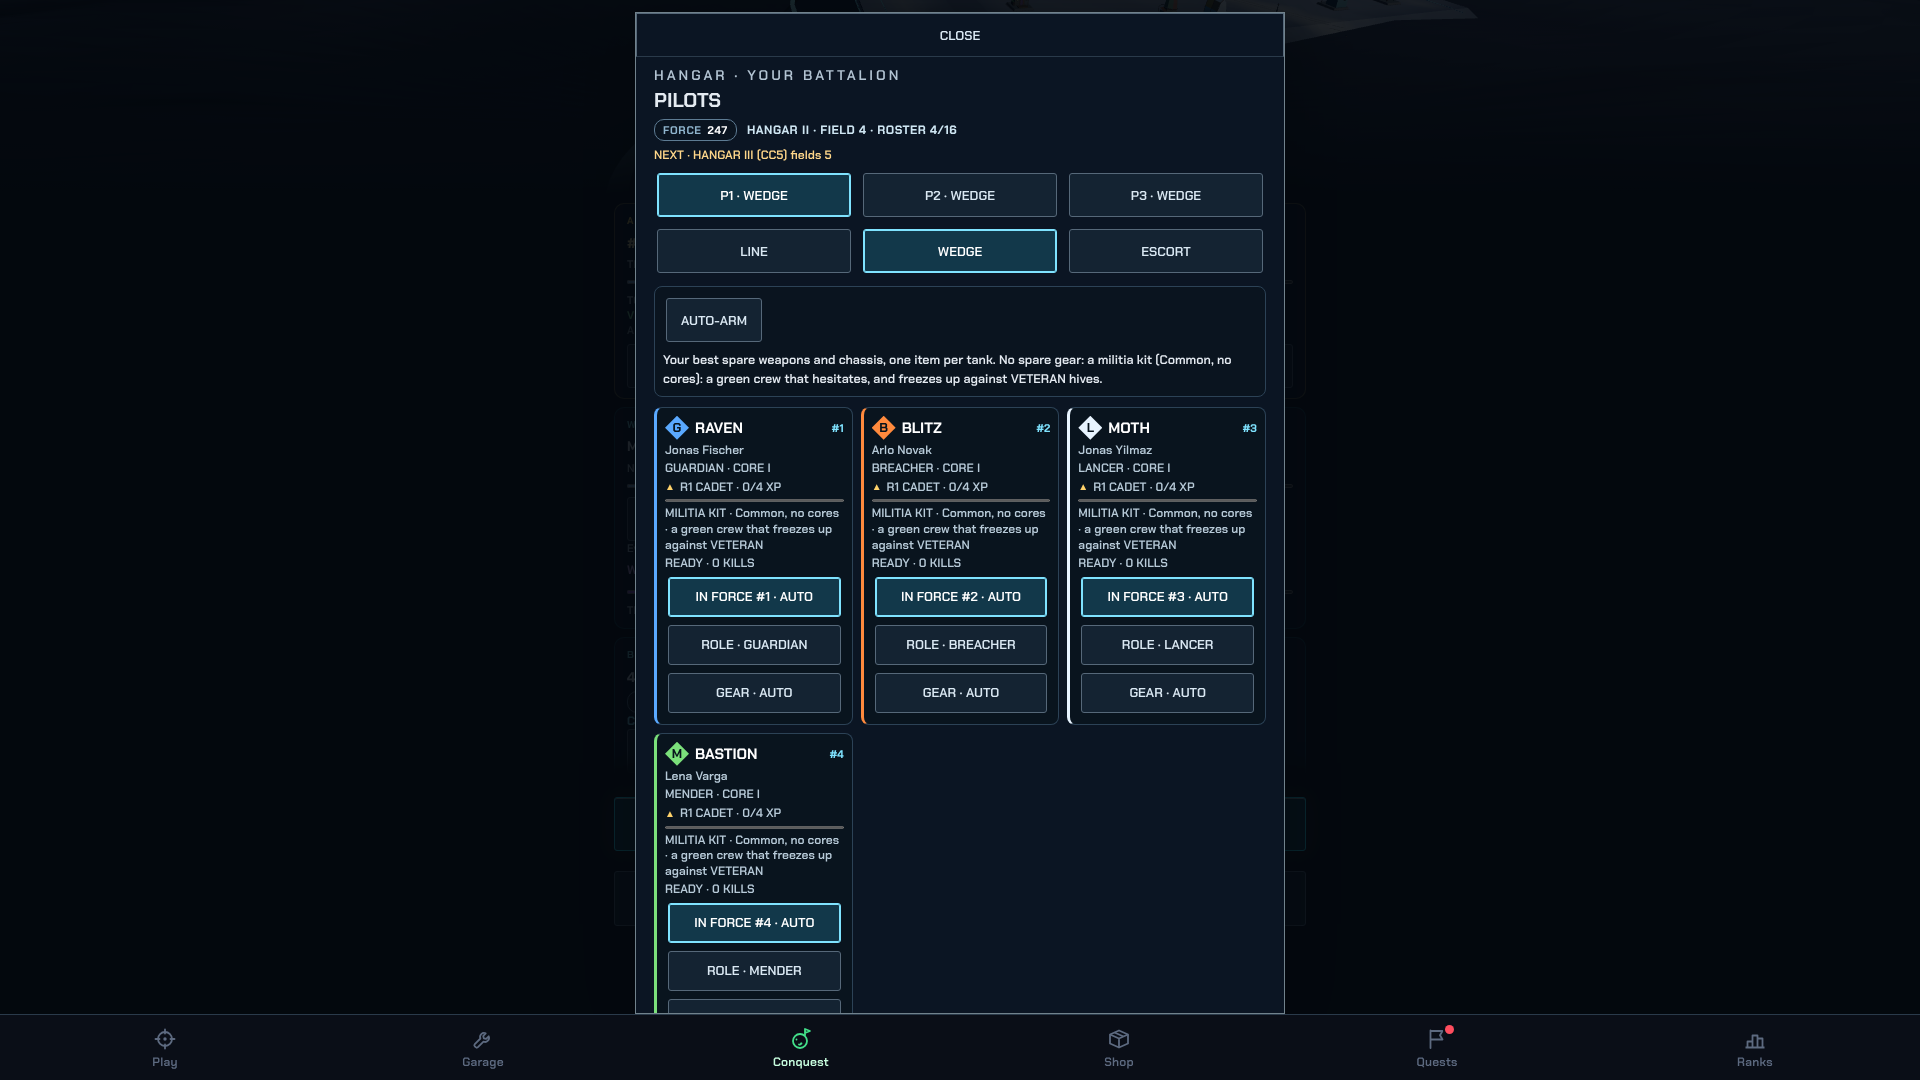 CLOSE
HANGAR · YOUR BATTALION
PILOTS
FORCE 247 HANGAR II · FIELD 4 · ROSTER 4/16
NEXT · HANGAR III (CC5) fields 5
P1 · WEDGE
P2 · WEDGE
P3 · WEDGE
LINE
WEDGE
ESCORT
AUTO-ARM
Your best spare weapons and chassis, one item per tank. No spare gear: a militia kit (Common, no
cores): a green crew that hesitates, and freezes up against VETERAN hives.
G RAVEN #1
Jonas Fischer
GUARDIAN · CORE I
▲ R1 CADET · 0/4 XP
MILITIA KIT · Common, no cores
· a green crew that freezes up
against VETERAN
READY · 0 KILLS
IN FORCE #1 · AUTO
ROLE · GUARDIAN
GEAR · AUTO
B BLITZ #2
Arlo Novak
BREACHER · CORE I
▲ R1 CADET · 0/4 XP
MILITIA KIT · Common, no cores
· a green crew that freezes up
against VETERAN
READY · 0 KILLS
IN FORCE #2 · AUTO
ROLE · BREACHER
GEAR · AUTO
L MOTH #3
Jonas Yilmaz
LANCER · CORE I
▲ R1 CADET · 0/4 XP
MILITIA KIT · Common, no cores
· a green crew that freezes up
against VETERAN
READY · 0 KILLS
IN FORCE #3 · AUTO
ROLE · LANCER
GEAR · AUTO
M BASTION #4
Lena Varga
MENDER · CORE I
▲ R1 CADET · 0/4 XP
MILITIA KIT · Common, no cores
· a green crew that freezes up
against VETERAN
READY · 0 KILLS
IN FORCE #4 · AUTO
ROLE · MENDER
Play
Garage
Conquest
Shop
Quests
Ranks